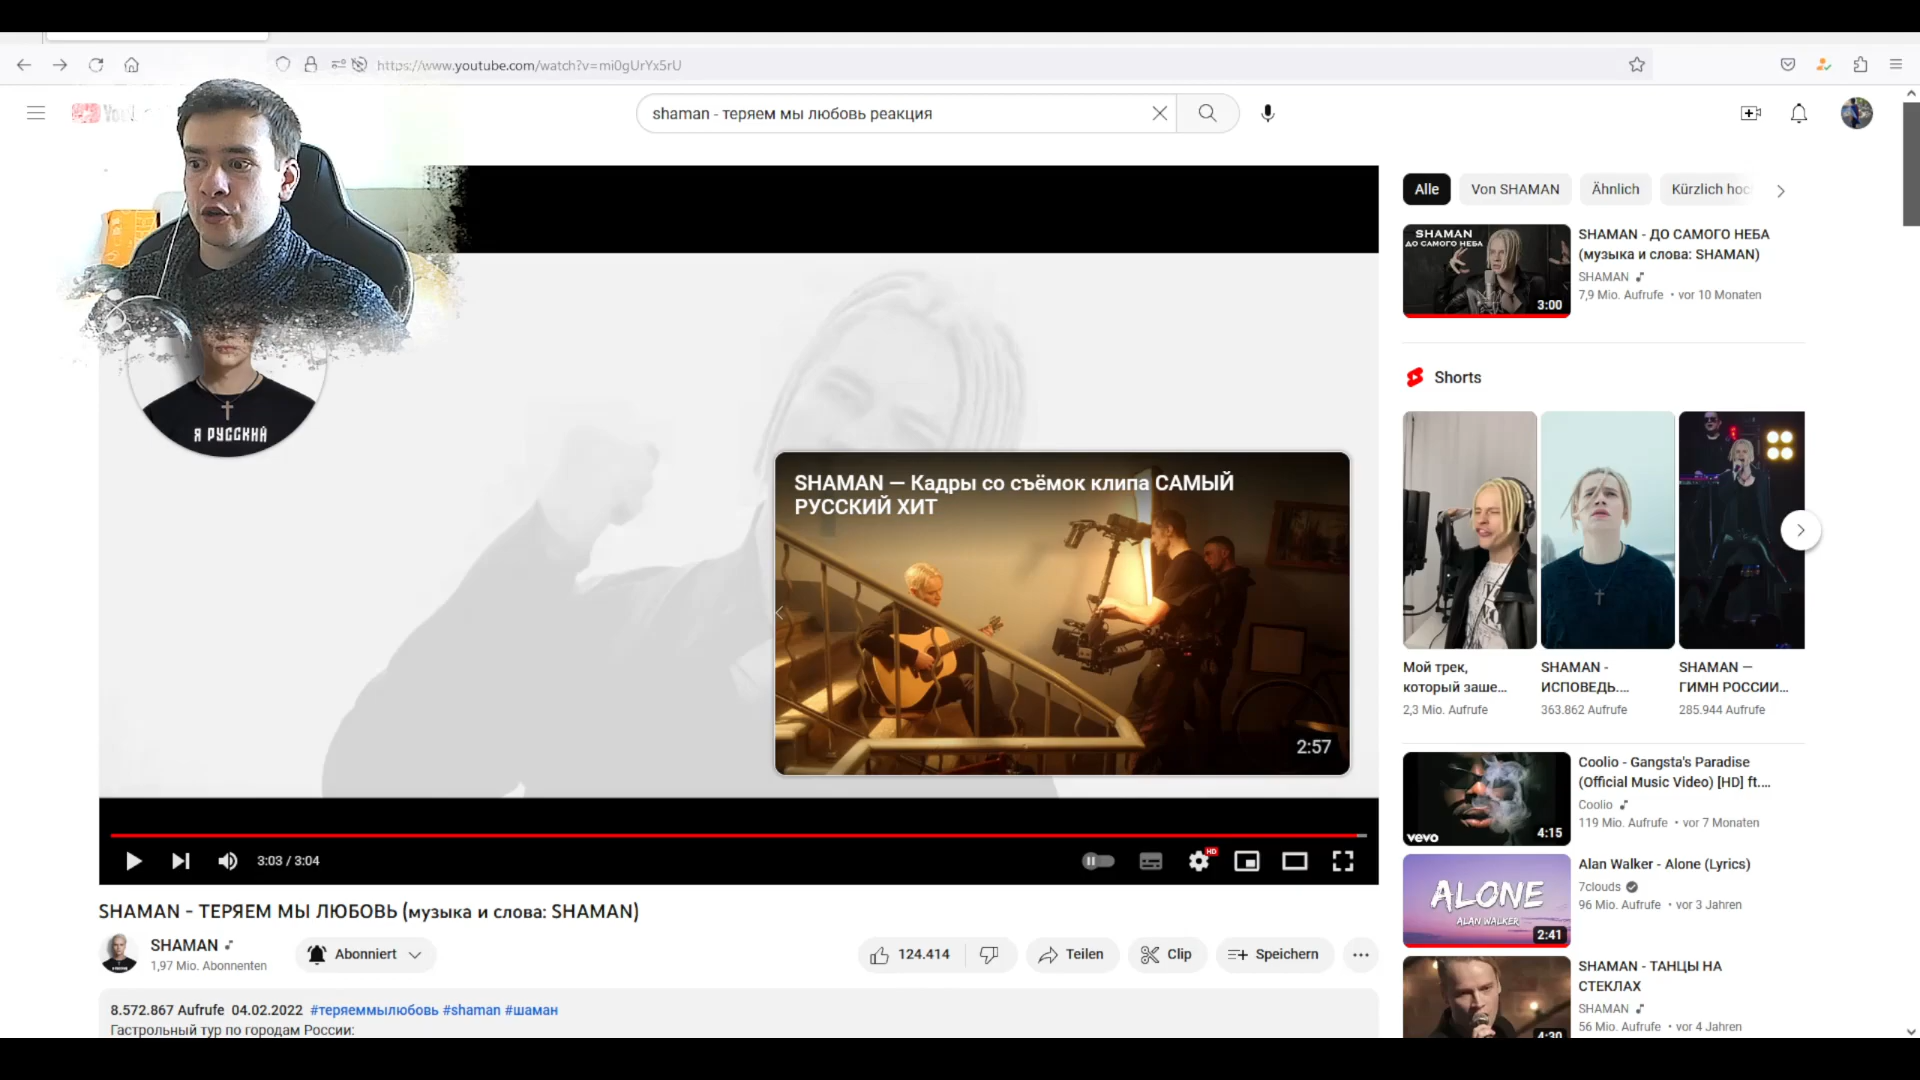 https://www.youtube.com/watch?v=mi0gUrYx5rU
shaman - теряем мы любовь реакция
Я РУССКИЙ
SHAMAN — Кадры со съёмок клипа САМЫЙ
РУССКИЙ ХИТ
2:57
3:03 / 3:04
HD
SHAMAN - ТЕРЯЕМ МЫ ЛЮБОВЬ (музыка и слова: SHAMAN)
SHAMAN
1,97 Mio. Abonnenten
Abonniert
124.414
Teilen
Clip
Speichern
8.572.867 Aufrufe 04.02.2022 #теряеммылюбовь #shaman #шаман
Гастрольный тур по городам России:
Alle
Von SHAMAN
Ähnlich
Kürzlich hoc
SHAMAN
ДО САМОГО НЕБА
3:00
SHAMAN - ДО САМОГО НЕБА
(музыка и слова: SHAMAN)
SHAMAN
7,9 Mio. Aufrufe • vor 10 Monaten
Shorts
Мой трек,
который заше...
2,3 Mio. Aufrufe
SHAMAN -
ИСПОВЕДЬ....
363.862 Aufrufe
SHAMAN —
ГИМН РОССИИ...
285.944 Aufrufe
vevo
4:15
Coolio - Gangsta's Paradise
(Official Music Video) [HD] ft....
Coolio
119 Mio. Aufrufe • vor 7 Monaten
ALONE
ALAN WALKER
2:41
Alan Walker - Alone (Lyrics)
7clouds
96 Mio. Aufrufe • vor 3 Jahren
4:30
SHAMAN - ТАНЦЫ НА
СТЕКЛАХ
SHAMAN
56 Mio. Aufrufe • vor 4 Jahren